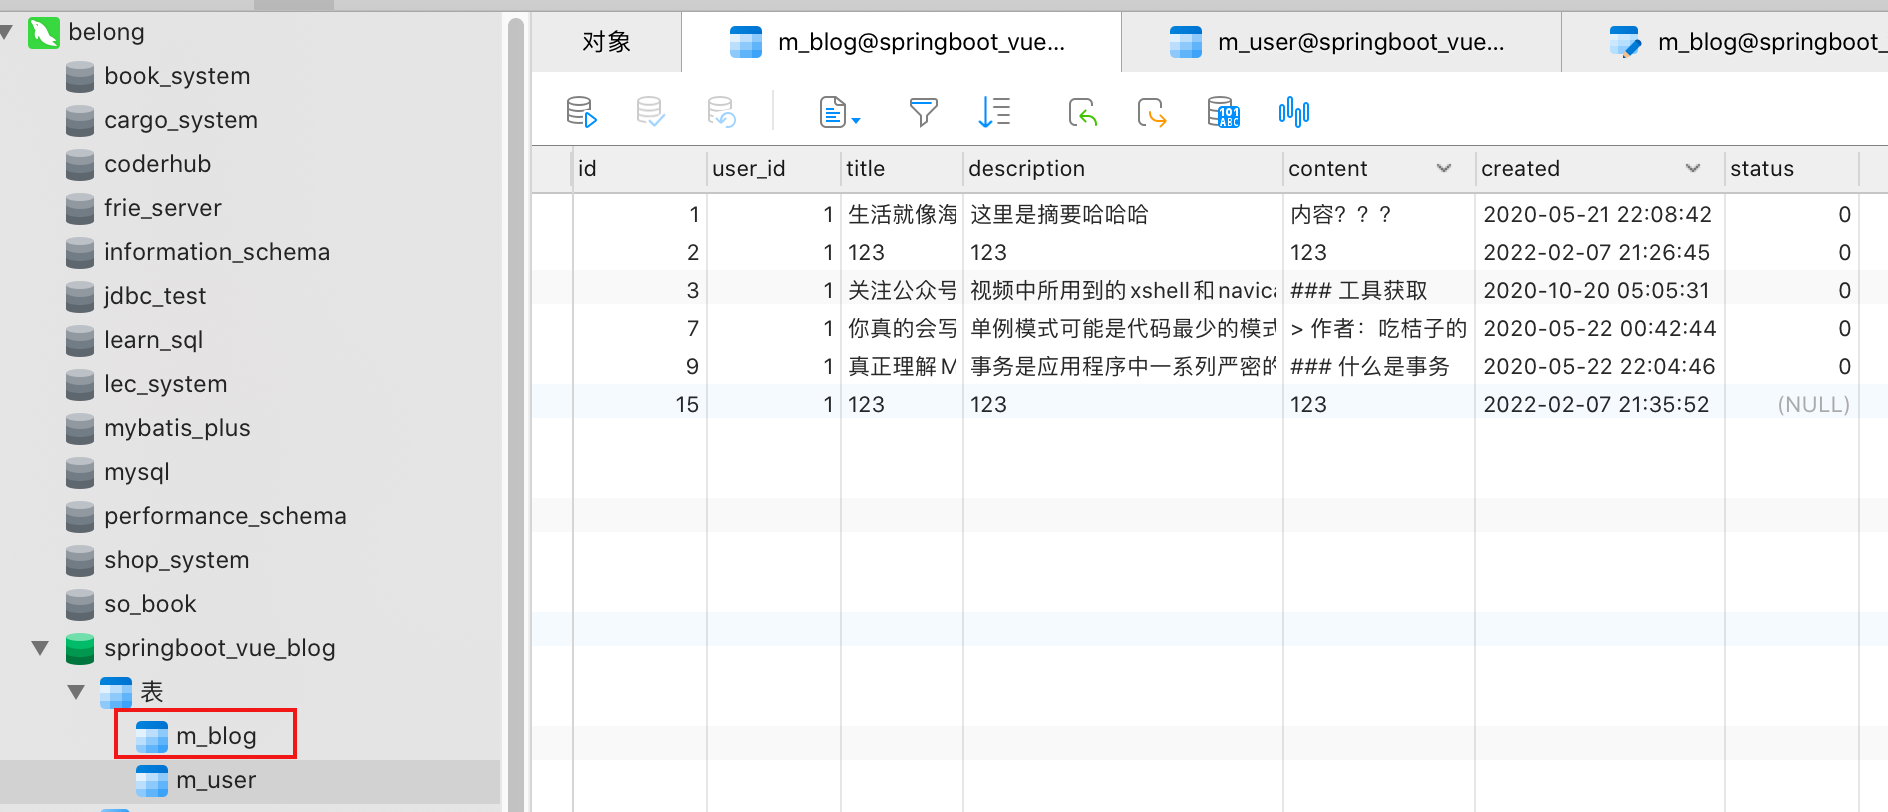 belong
book_system
cargo_system
coderhub
frie_server
information_schema
jdbc_test
learn_sql
lec_system
mybatis_plus
mysql
performance_schema
shop_system
so_book
springboot_vue_blog
表
m_blog
m_user
对象 m_blog@springboot_vue... m_user@springboot_vue... m_blog@springboot_
id user_id title description content created status
1 1 生活就像海 这里是摘要哈哈哈 内容？？？ 2020-05-21 22:08:42 0
2 1 123 123 123 2022-02-07 21:26:45 0
3 1 关注公众号 视频中所用到的xshell和navica ### 工具获取 2020-10-20 05:05:31 0
7 1 你真的会写 单例模式可能是代码最少的模式 > 作者：吃桔子的 2020-05-22 00:42:44 0
9 1 真正理解M 事务是应用程序中一系列严密的 ### 什么是事务 2020-05-22 22:04:46 0
15 1 123 123 123 2022-02-07 21:35:52 (NULL)